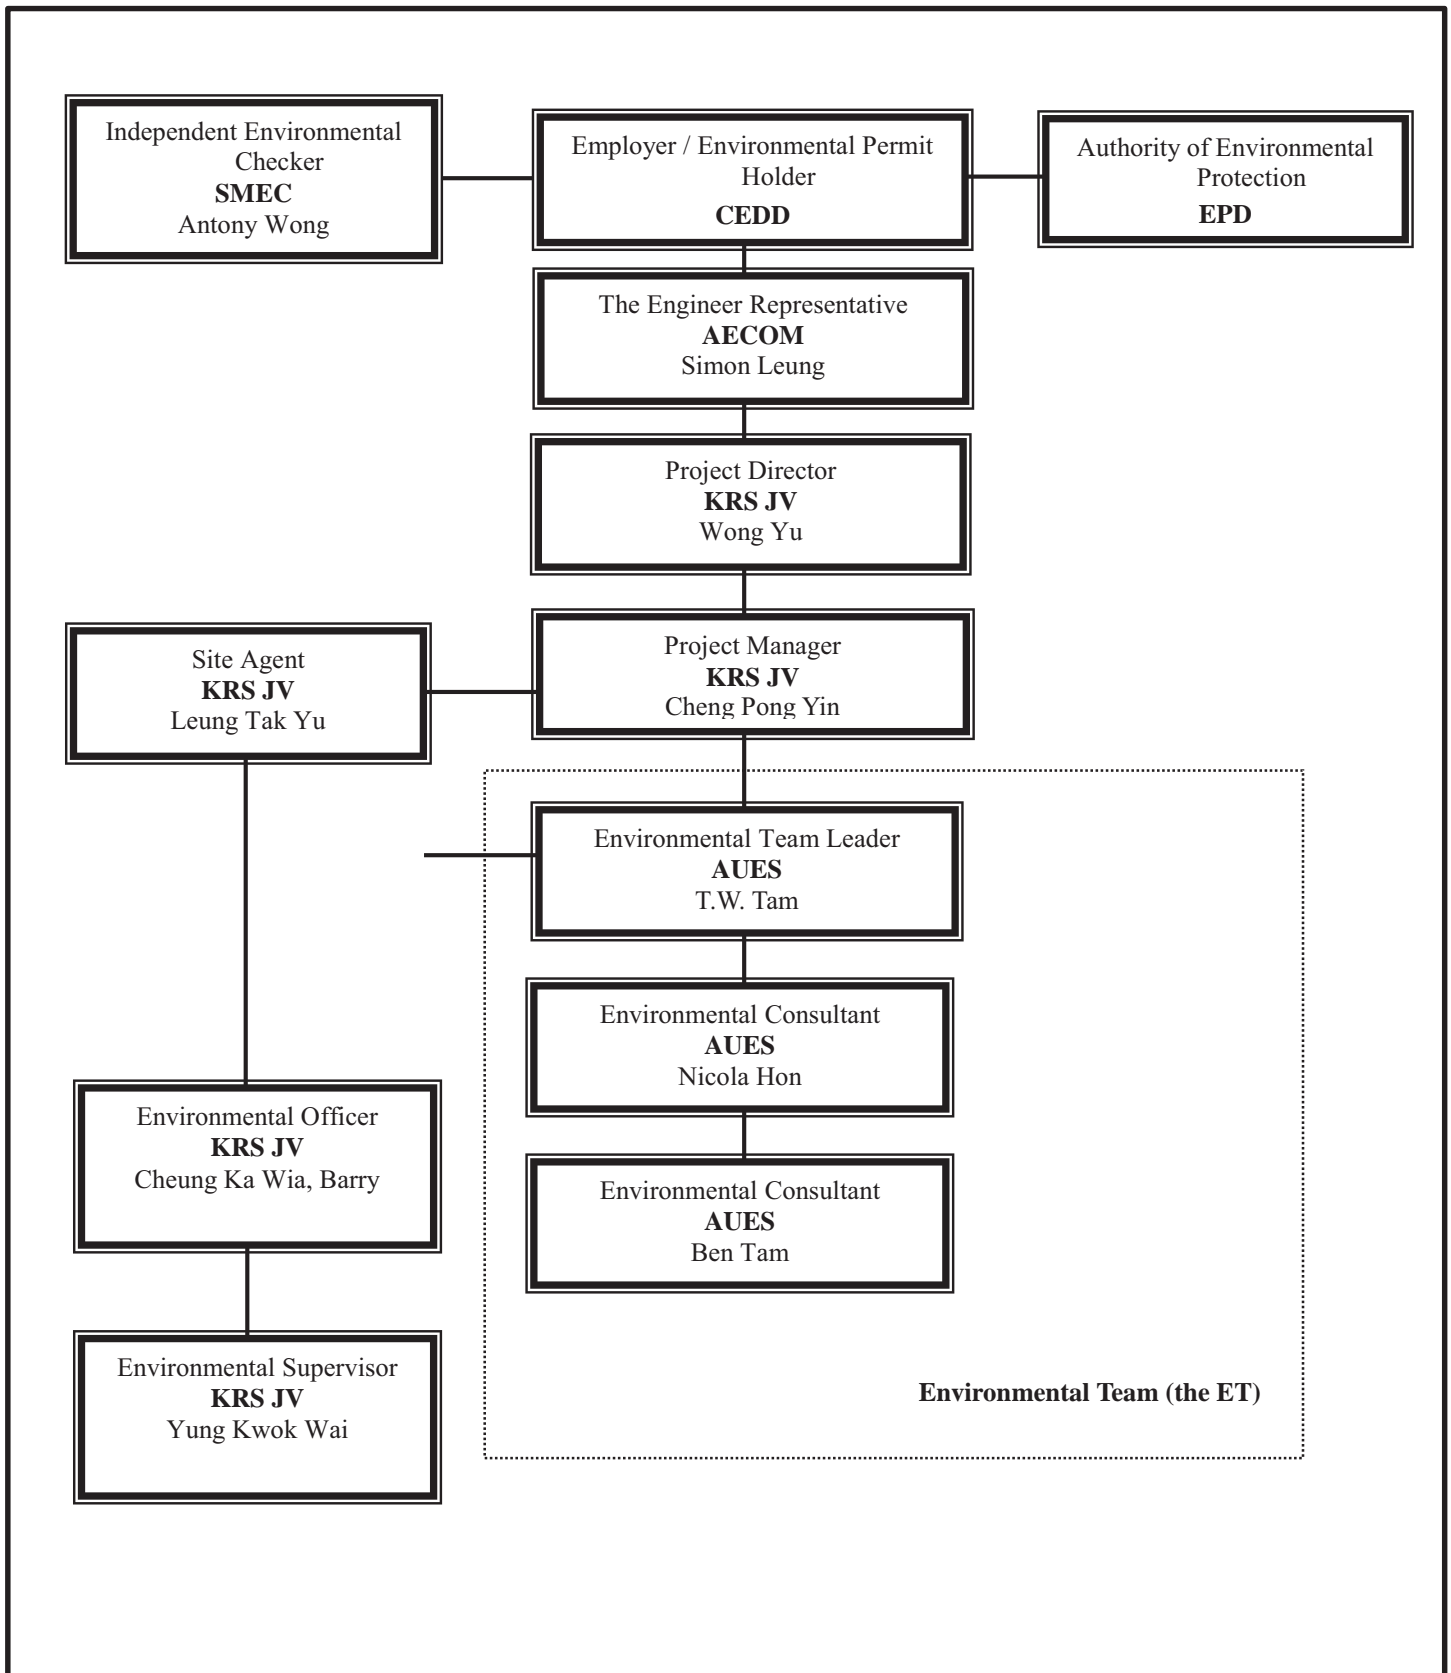 Independent Environmental
Checker
SMEC
Antony Wong
Employer / Environmental Permit
Holder
CEDD
Authority of Environmental
Protection
EPD
The Engineer Representative
AECOM
Simon Leung
Project Director
KRS JV
Wong Yu
Site Agent
KRS JV
Leung Tak Yu
Project Manager
KRS JV
Cheng Pong Yin
Environmental Team Leader
AUES
T.W. Tam
Environmental Consultant
AUES
Nicola Hon
Environmental Officer
KRS JV
Cheung Ka Wia, Barry
Environmental Consultant
AUES
Ben Tam
Environmental Supervisor
KRS JV
Yung Kwok Wai
Environmental Team (the ET)